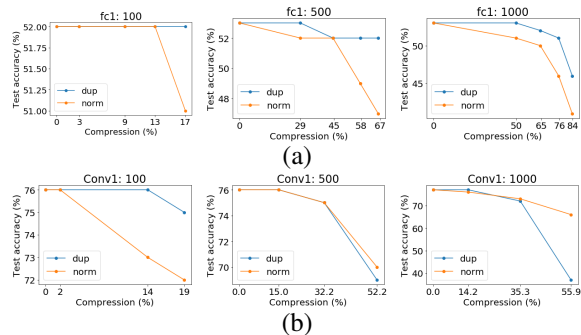 fc1: 100
Test accuracy (%)
52.00
51.75
51.50
51.25
51.00
dup
norm
0 3 9 13 17
Compression (%)
fc1: 500
Test accuracy (%)
52
50
48
dup
norm
0 29 45 58 67
Compression (%)
fc1: 1000
Test accuracy (%)
50
45
dup
norm
0 50 65 76 84
Compression (%)
(a)
Conv1: 100
Test accuracy (%)
76
75
74
73
72
dup
norm
0 2 14 19
Compression (%)
Conv1: 500
Test accuracy (%)
76
74
72
70
dup
norm
0.0 15.0 32.2 52.2
Compression (%)
Conv1: 1000
Test accuracy (%)
70
60
50
40
dup
norm
0.0 14.2 35.3 55.9
Compression (%)
(b)